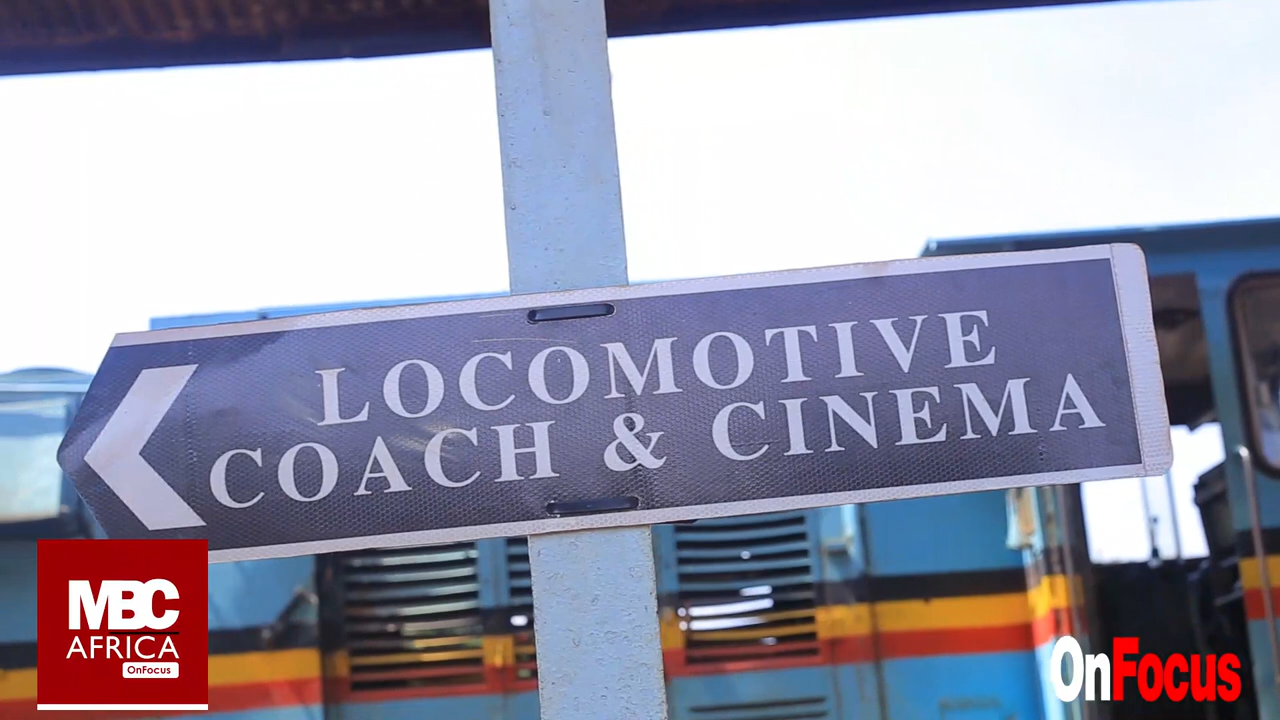 LOCOMOTIVE
COACH & CINEMA
MBC
AFRICA
OnFocus
OnFocus